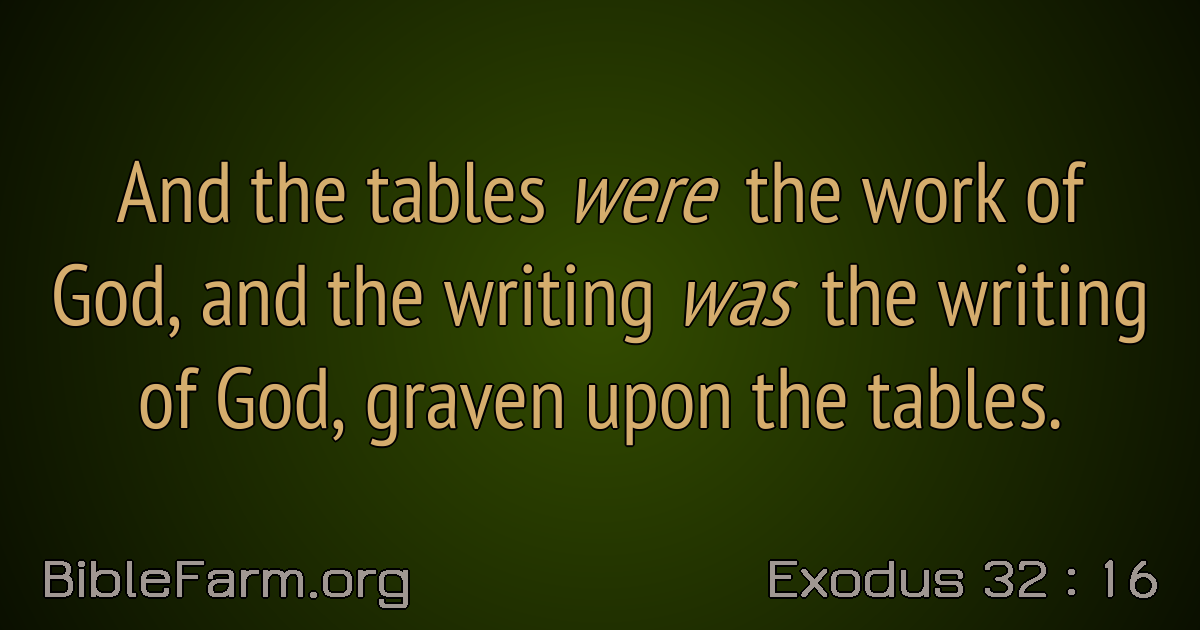 And the tables were the work of
God, and the writing was the writing
of God, graven upon the tables.
BibleFarm.org
Exodus 32 : 16